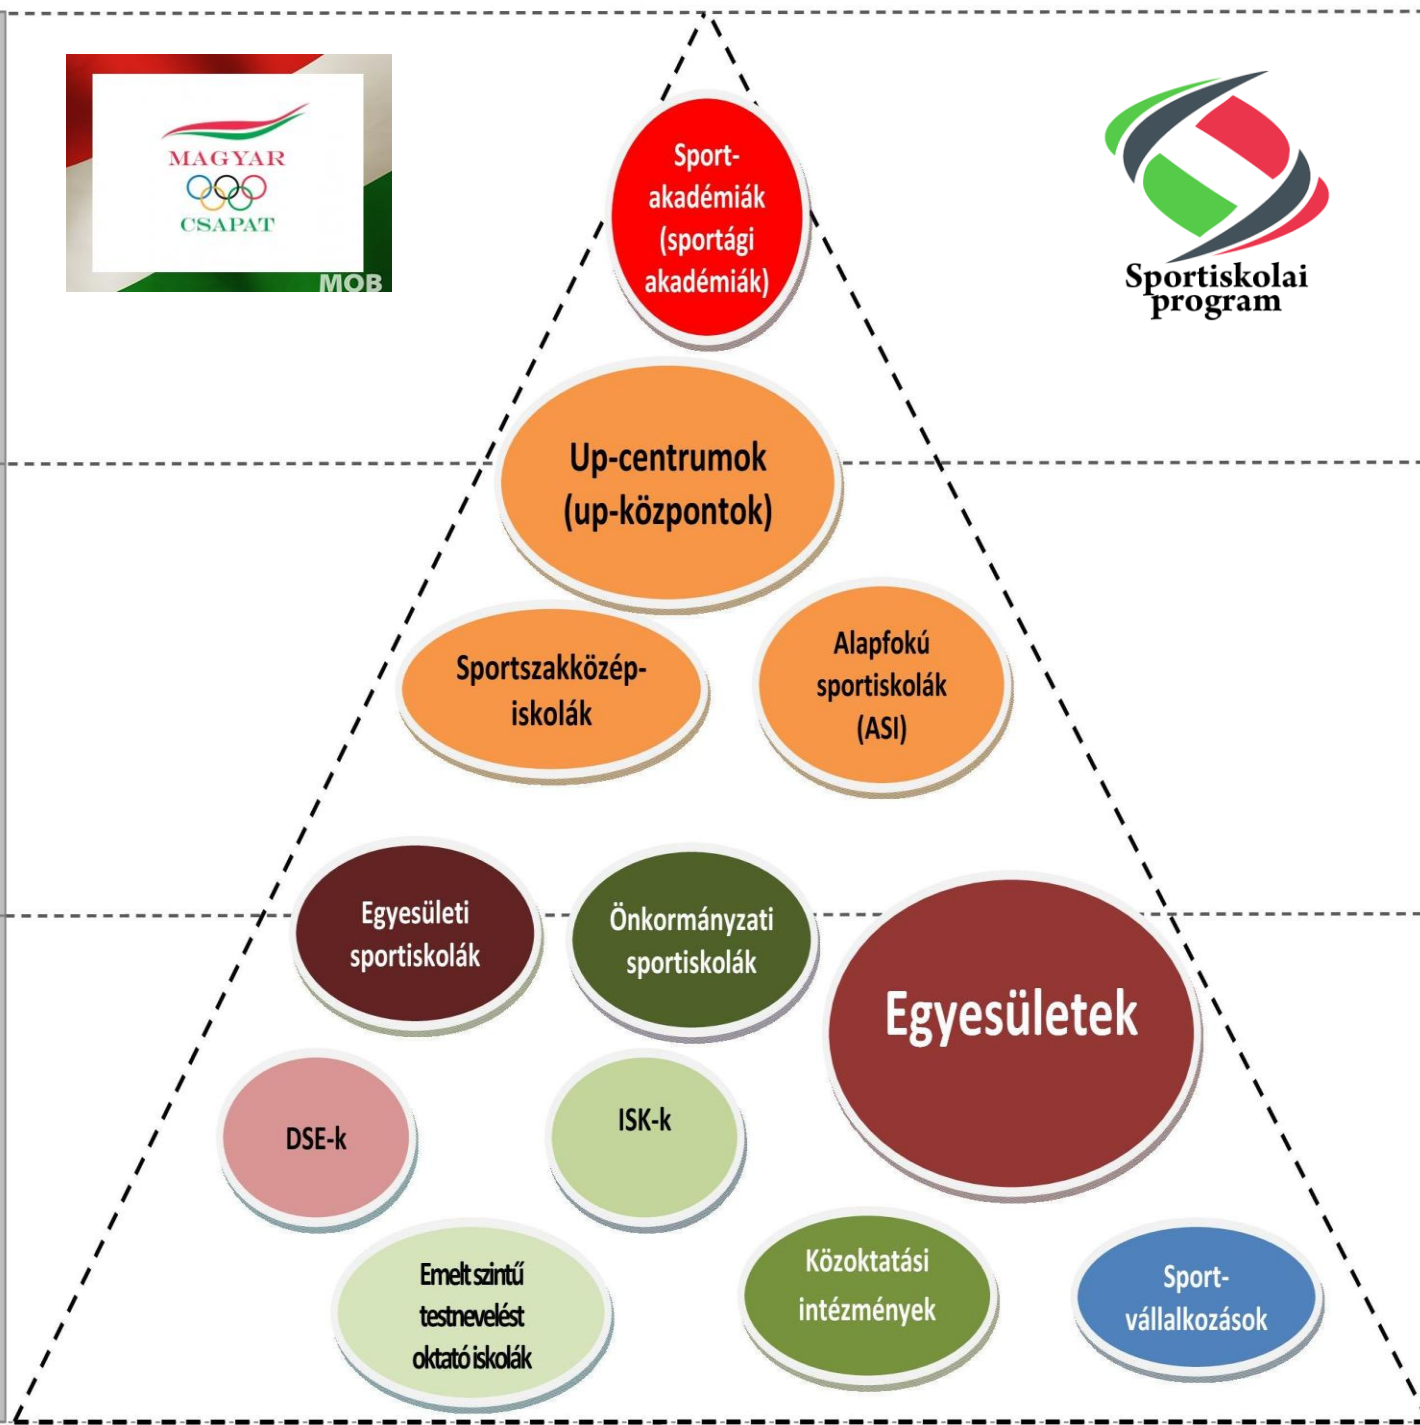 MAGYAR
CSAPAT
MOB
Sportiskolai
program
Sport-
akadémiák
(sportági
akadémiák)
Up-centrumok
(up-központok)
Sportszakközép-
iskolák
Alapfokú
sportiskolák
(ASI)
Egyesületi
sportiskolák
Önkormányzati
sportiskolák
Egyesületek
DSE-k
ISK-k
Emelt szintű
testnevelést
oktató iskolák
Közoktatási
intézmények
Sport-
vállalkozások